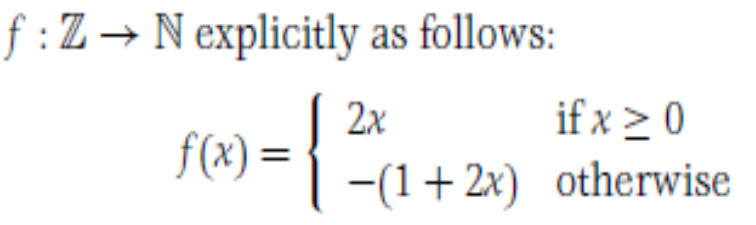 f : ℤ → ℕ explicitly as follows:
f(x) = { 2x if x ≥ 0
−(1 + 2x) otherwise